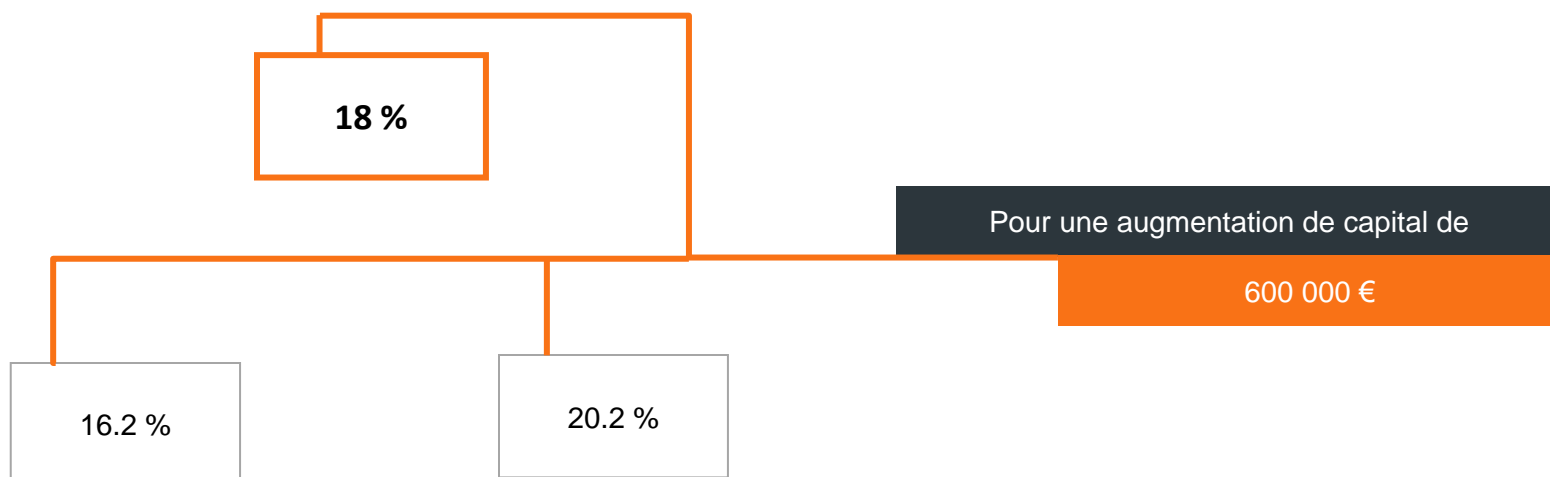 18 %
Pour une augmentation de capital de
600 000 €
16.2 %
20.2 %